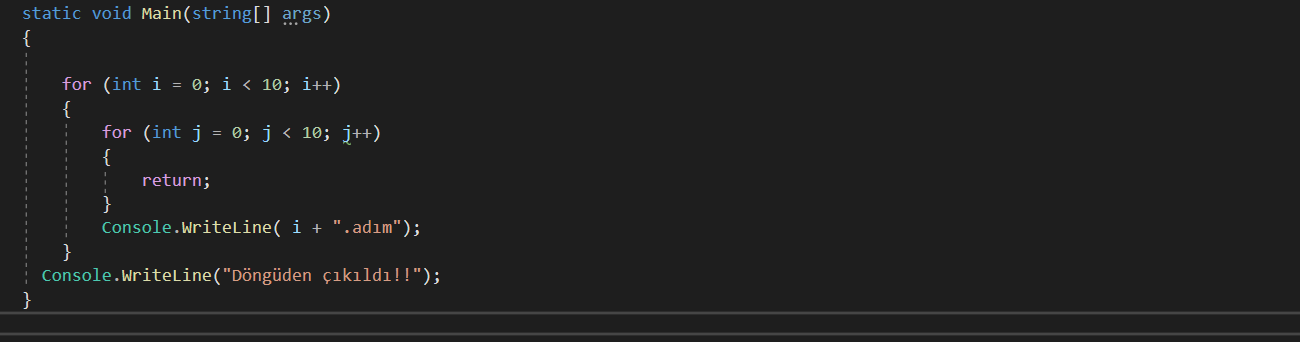 static void Main(string[] args)
{
for (int i = 0; i < 10; i++)
{
for (int j = 0; j < 10; j++)
{
return;
}
Console.WriteLine( i + ".adım");
}
Console.WriteLine("Döngüden çıkıldı!!");
}